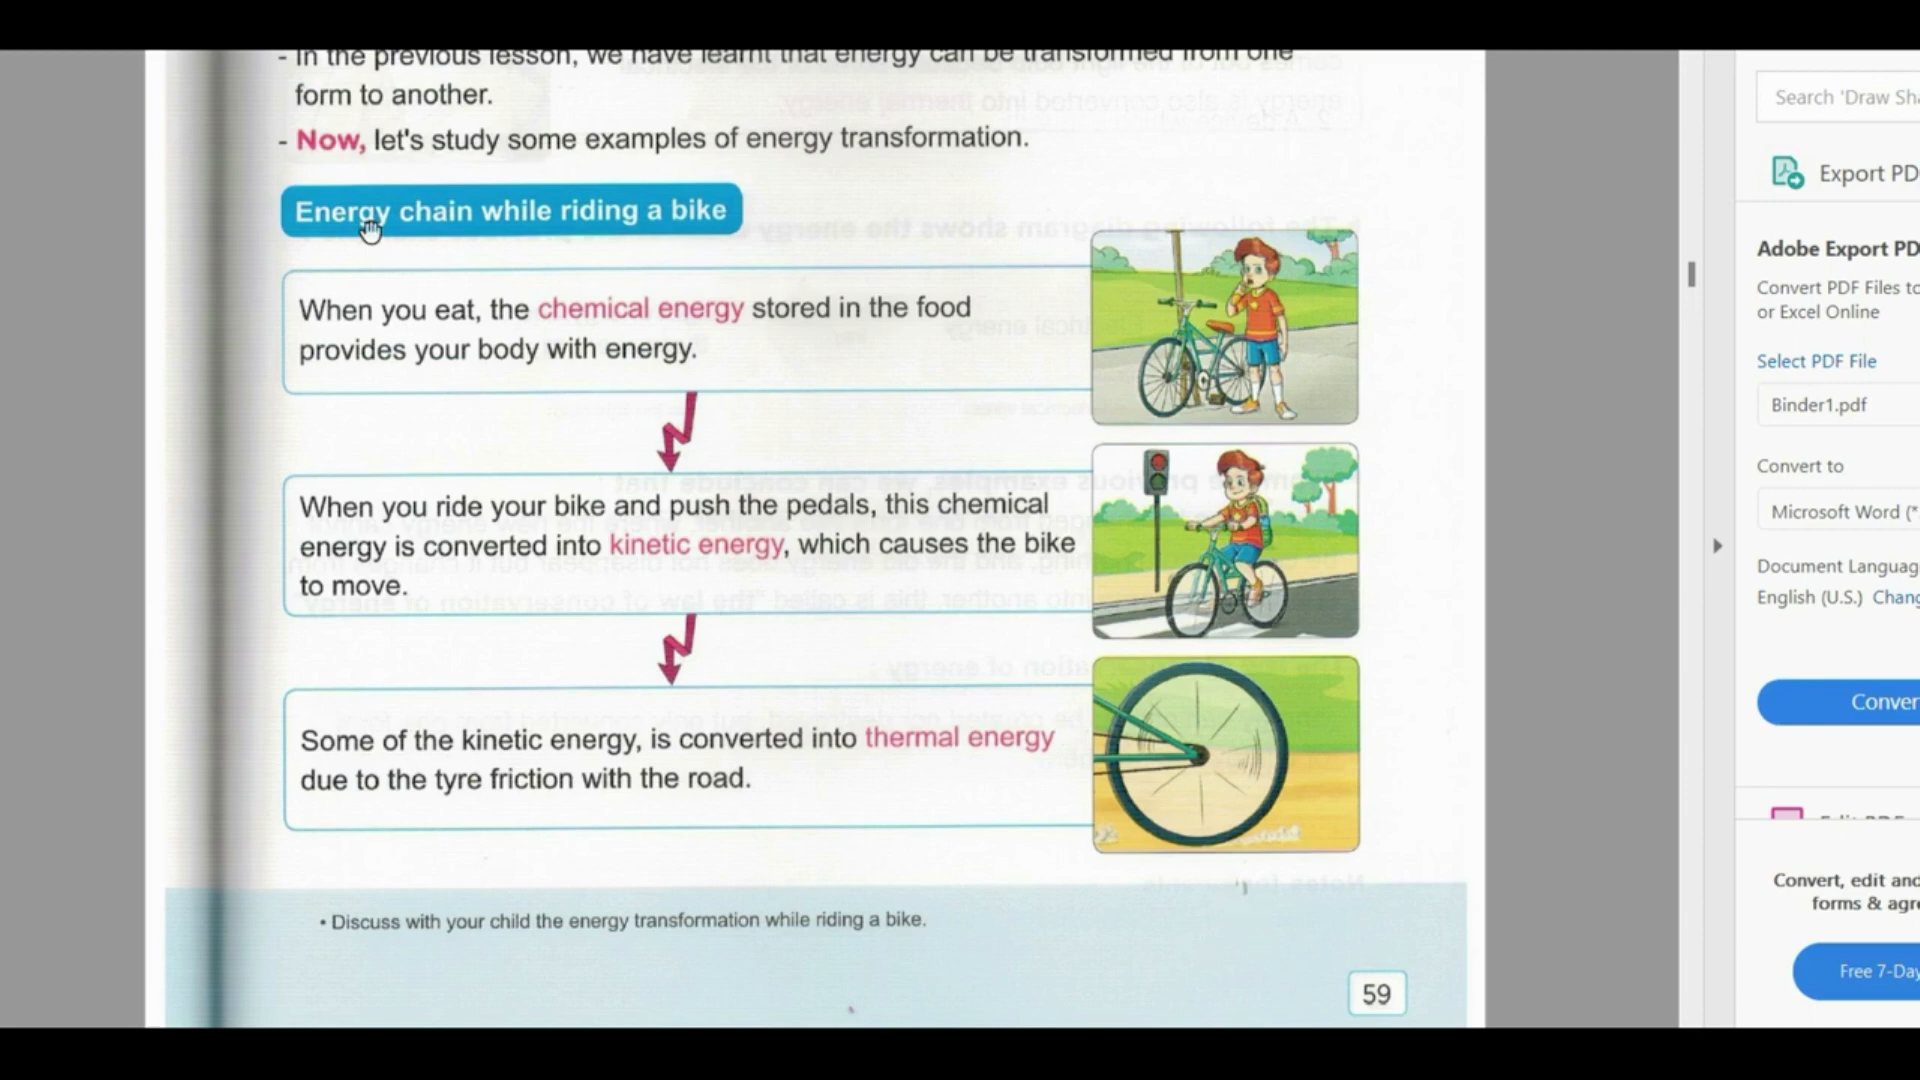 - In the previous lesson, we have learnt that energy can be transformed from one
form to another.
- Now, let's study some examples of energy transformation.
Energy chain while riding a bike
When you eat, the chemical energy stored in the food
provides your body with energy.
When you ride your bike and push the pedals, this chemical
energy is converted into kinetic energy, which causes the bike
to move.
Some of the kinetic energy, is converted into thermal energy
due to the tyre friction with the road.
• Discuss with your child the energy transformation while riding a bike.
59
Search 'Draw Sha
Export PD
Adobe Export PD
Convert PDF Files to
or Excel Online
Select PDF File
Binder1.pdf
Convert to
Microsoft Word (*
Document Languag
English (U.S.) Chang
Conver
Convert, edit and
forms & agre
Free 7-Day